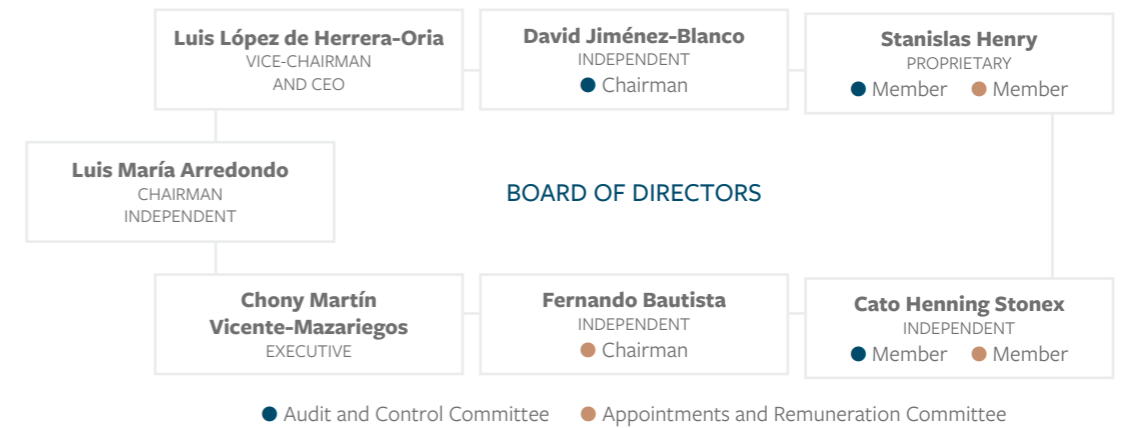 Luis López de Herrera-Oria
VICE-CHAIRMAN
AND CEO
David Jiménez-Blanco
INDEPENDENT
Chairman
Stanislas Henry
PROPRIETARY
Member Member
Luis María Arredondo
CHAIRMAN
INDEPENDENT
BOARD OF DIRECTORS
Chony Martín
Vicente-Mazariegos
EXECUTIVE
Fernando Bautista
INDEPENDENT
Chairman
Cato Henning Stonex
INDEPENDENT
Member Member
Audit and Control Committee Appointments and Remuneration Committee